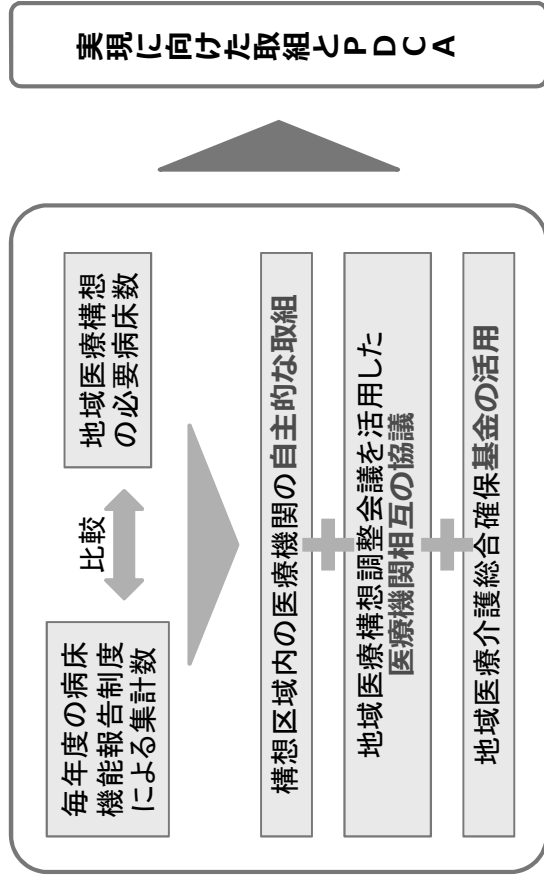 毎年度の病床
機能報告制度
による集計数
比較
地域医療構想
の必要病床数
構想区域内の医療機関の自主的な取組
地域医療構想調整会議を活用した
医療機関相互の協議
地域医療介護総合確保基金の活用
実現に向けた取組とPDCA